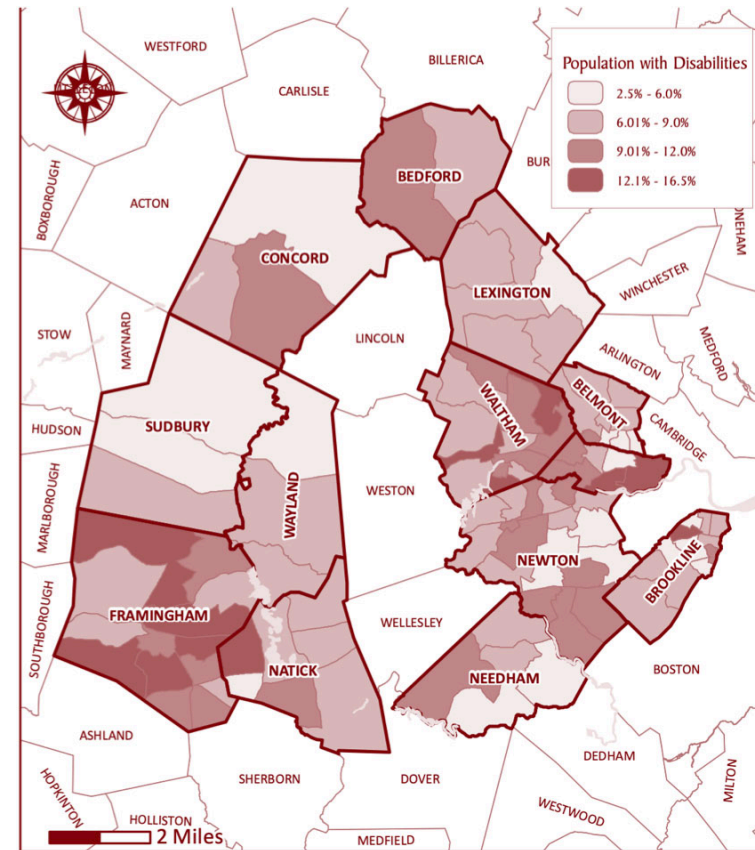 WESTFORD
BILLERICA
CARLISLE
Population with Disabilities
2.5% - 6.0%
6.01% - 9.0%
9.01% - 12.0%
12.1% - 16.5%
BEDFORD
BUR
BOXBOROUGH
ACTON
ONEHAM
CONCORD
LEXINGTON
WINCHESTER
STOW
MAYNARD
LINCOLN
ARLINGTON
MEDFORD
WALTHAM
BELMONT
CAMBRIDGE
HUDSON
SUDBURY
MARLBOROUGH
WAYLAND
WESTON
NEWTON
BROOKLINE
SOUTHBOROUGH
FRAMINGHAM
WELLESLEY
NATICK
NEEDHAM
BOSTON
ASHLAND
DEDHAM
SHERBORN
DOVER
HOPKINTON
HOLLISTON
WESTWOOD
MILTON
2 Miles
MEDFIELD